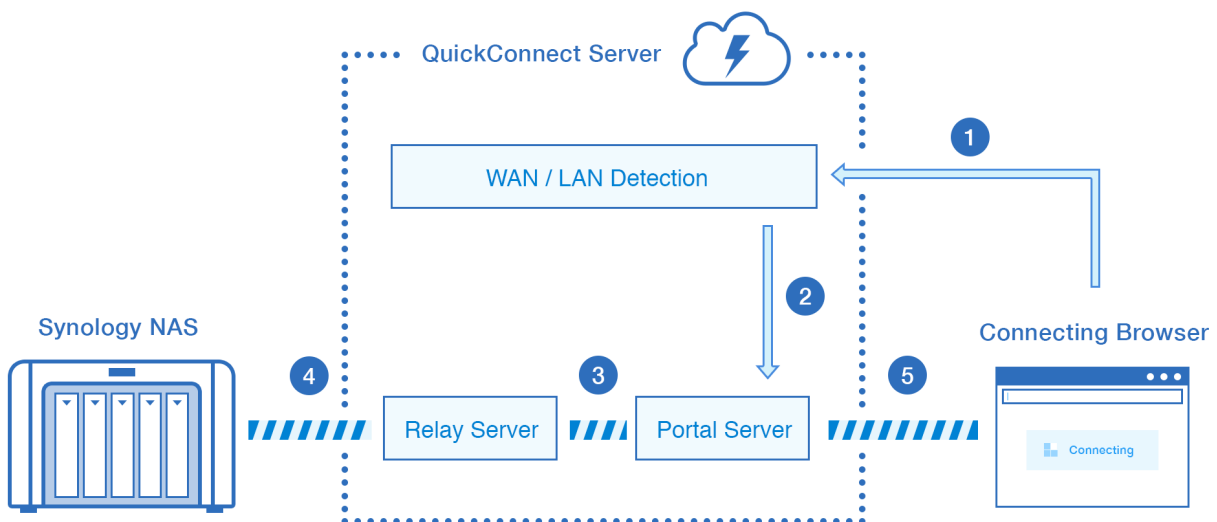 QuickConnect Server
1
WAN / LAN Detection
2
Synology NAS
Connecting Browser
4
3
5
Relay Server
Portal Server
Connecting